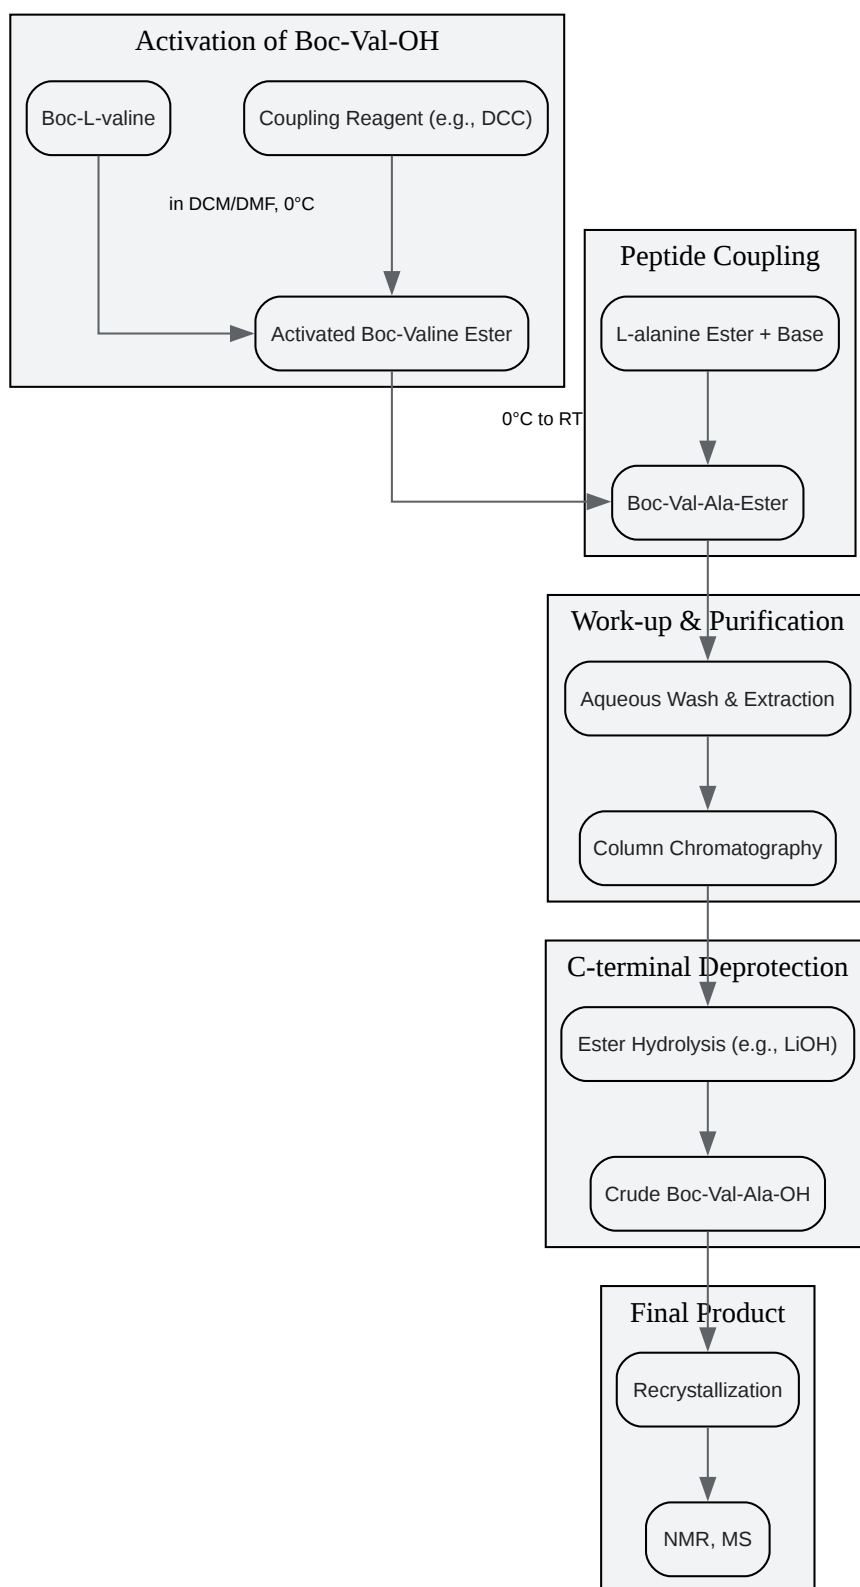 Activation of Boc-Val-OH
Boc-L-valine
Coupling Reagent (e.g., DCC)
in DCM/DMF, 0°C
Activated Boc-Valine Ester
Peptide Coupling
L-alanine Ester + Base
0°C to RT
Boc-Val-Ala-Ester
Work-up & Purification
Aqueous Wash & Extraction
Column Chromatography
C-terminal Deprotection
Ester Hydrolysis (e.g., LiOH)
Crude Boc-Val-Ala-OH
Final Product
Recrystallization
NMR, MS